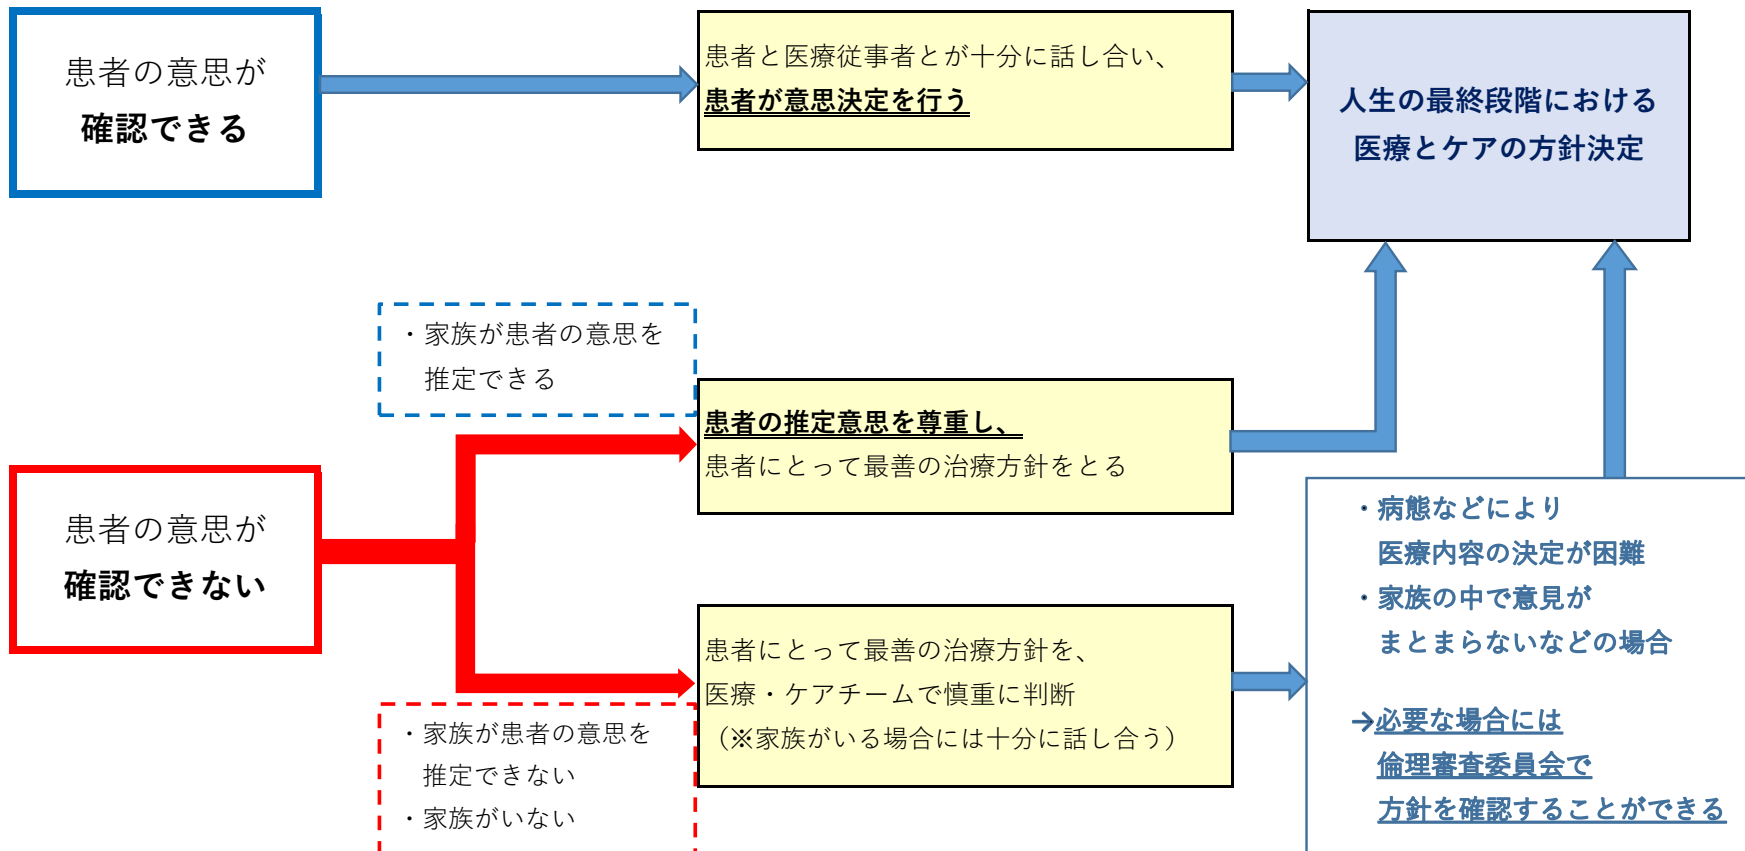 患者の意思が
確認できる
患者と医療従事者とが十分に話し合い、
患者が意思決定を行う
人生の最終段階における
医療とケアの方針決定
・家族が患者の意思を
推定できる
患者の推定意思を尊重し、
患者にとって最善の治療方針をとる
患者の意思が
確認できない
患者にとって最善の治療方針を、
医療・ケアチームで慎重に判断
（※家族がいる場合には十分に話し合う）
・家族が患者の意思を
推定できない
・家族がいない
・病態などにより
医療内容の決定が困難
・家族の中で意見が
まとまらないなどの場合
→必要な場合には
倫理審査委員会で
方針を確認することができる